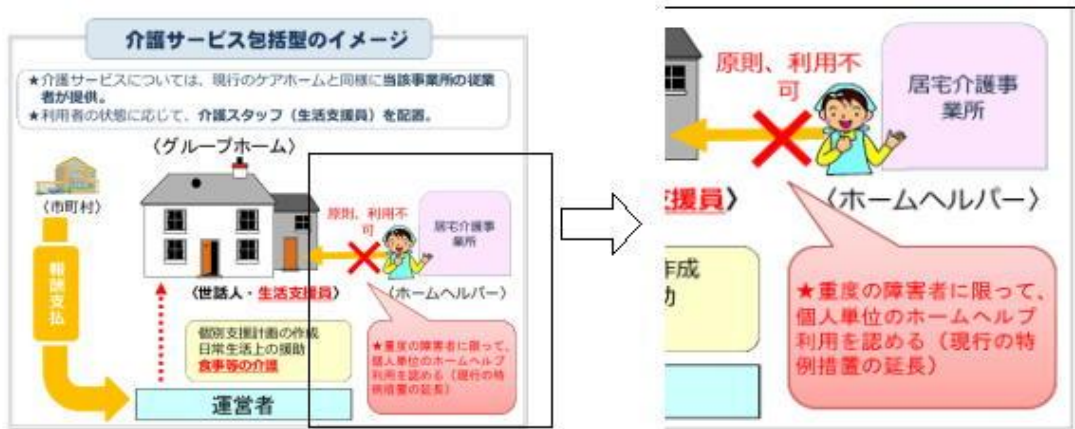 介護サービス包括型のイメージ
★介護サービスについては、現行のケアホームと同様に当該事業所の従業
者が提供。
★利用者の状態に応じて、介護スタッフ（生活支援員）を配置。
〈グループホーム〉
〈市町村〉
報酬支払
原則、利用不
可
居宅介護事
業所
〈世話人・生活支援員〉
〈ホームヘルパー〉
個別支援計画の作成
日常生活上の援助
食事等の介護
★重度の障害者に限って、
個人単位のホームヘルプ
利用を認める（現行の特
例措置の延長）
運営者
原則、利用不
可
居宅介護事
業所
支援員〉
〈ホームヘルパー〉
作成
助
★重度の障害者に限って、
個人単位のホームヘルプ
利用を認める（現行の特
例措置の延長）